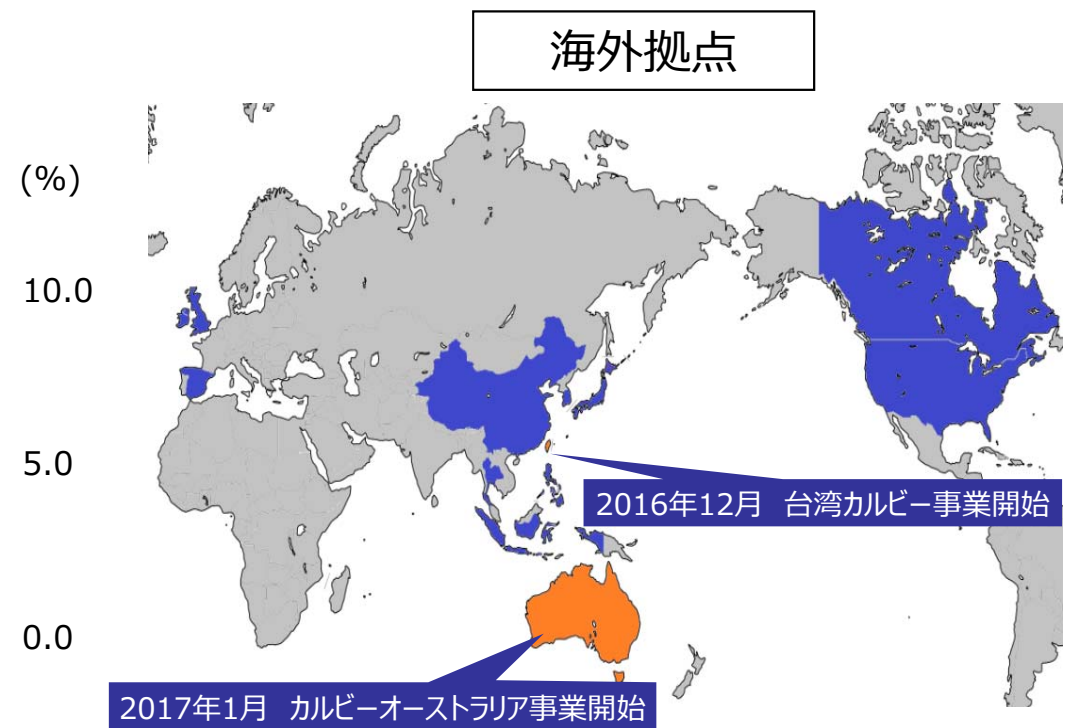 海外拠点
(%)
10.0
5.0
2016年12月 台湾カルビー事業開始
0.0
2017年1月 カルビーオーストラリア事業開始